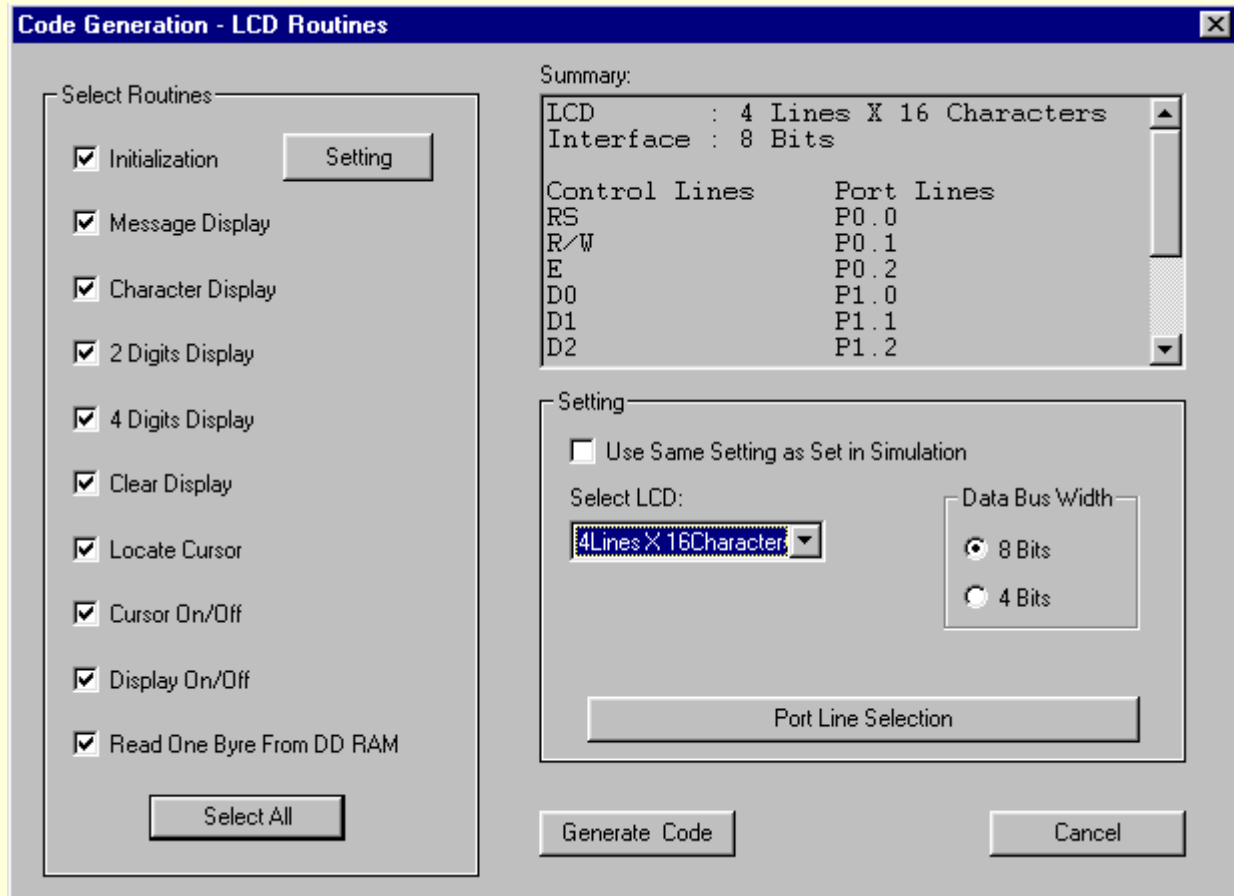 Code Generation - LCD Routines
Select Routines
Initialization
Setting
Message Display
Character Display
2 Digits Display
4 Digits Display
Clear Display
Locate Cursor
Cursor On/Off
Display On/Off
Read One Byre From DD RAM
Select All
Summary:
LCD : 4 Lines X 16 Characters
Interface : 8 Bits
Control Lines Port Lines
RS P0.0
R/W P0.1
E P0.2
D0 P1.0
D1 P1.1
D2 P1.2
Setting
Use Same Setting as Set in Simulation
Select LCD:
4Lines X 16Characters
Data Bus Width
8 Bits
4 Bits
Port Line Selection
Generate Code
Cancel